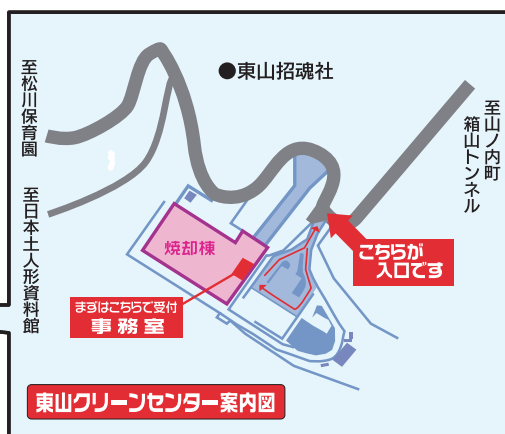 ●東山招魂社
至松川保育園
至山ノ内町
箱山トンネル
至日本土人形資料館
焼却棟
こちらが
入口です
まずはこちらで受付
事務室
東山クリーンセンター案内図